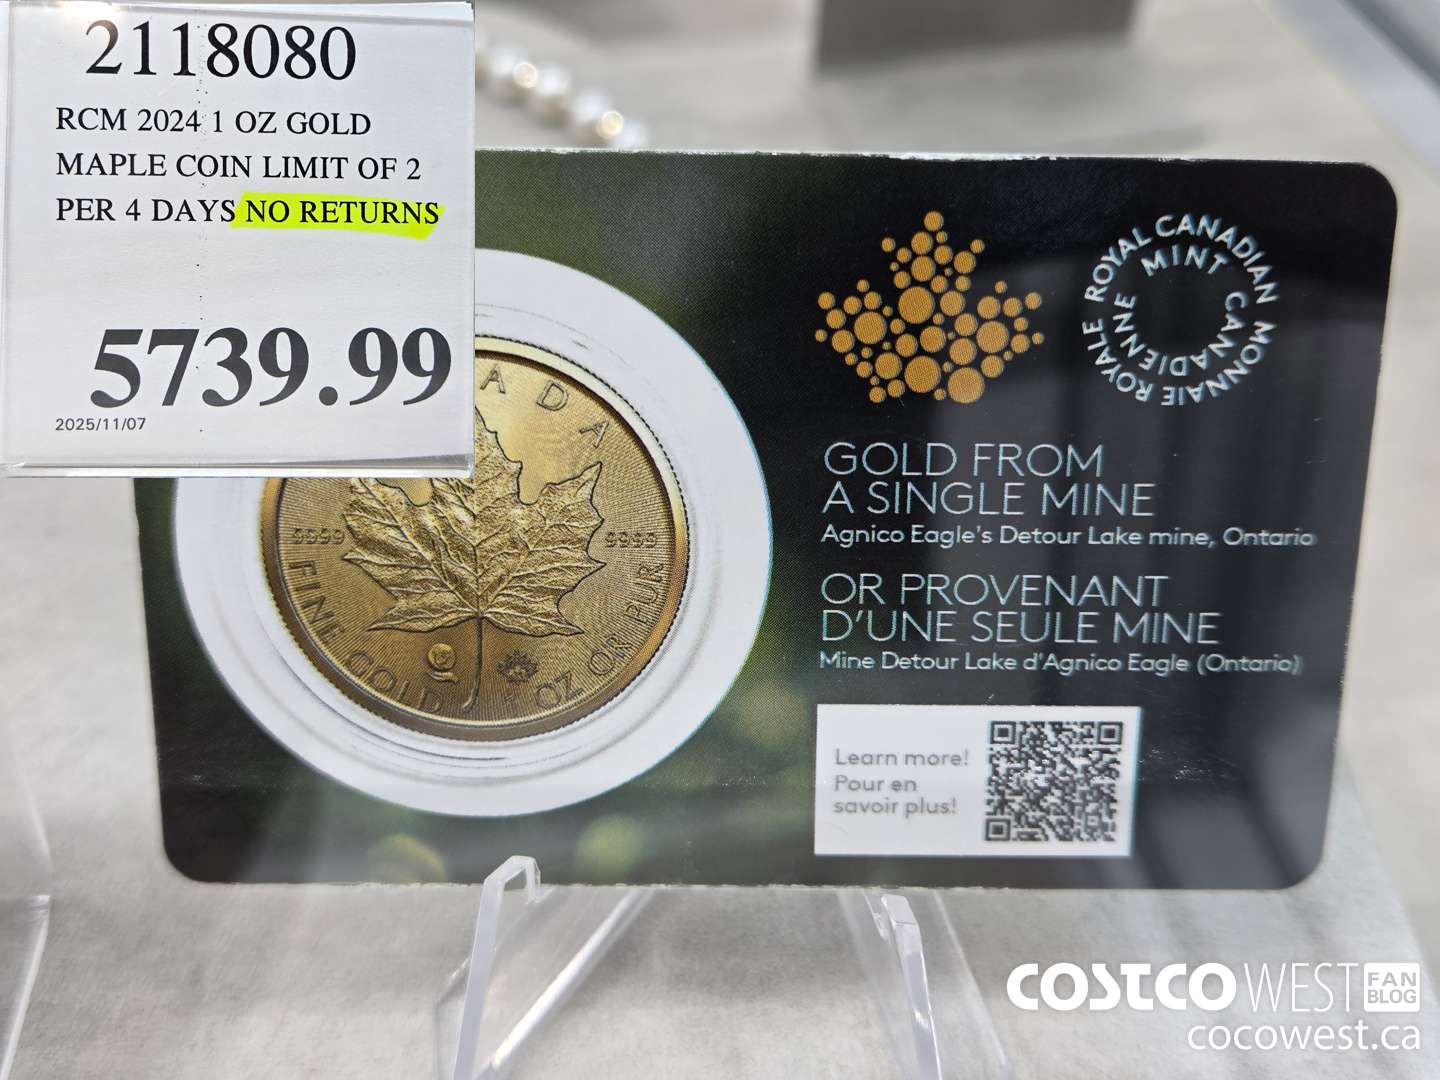 2118080
RCM 2024 1 OZ GOLD
MAPLE COIN LIMIT OF 2
PER 4 DAYS NO RETURNS
5739.99
2025/11/07
ADA
9999
9999
FINE GOLD 1 OZ OR PUR
ROYAL CANADIAN MINT
MONNAIE ROYALE CANADIENNE
GOLD FROM
A SINGLE MINE
Agnico Eagle's Detour Lake mine, Ontario
OR PROVENANT
D'UNE SEULE MINE
Mine Detour Lake d'Agnico Eagle (Ontario)
Learn more!
Pour en
savoir plus!
COSTCO WEST FAN BLOG
cocowest.ca